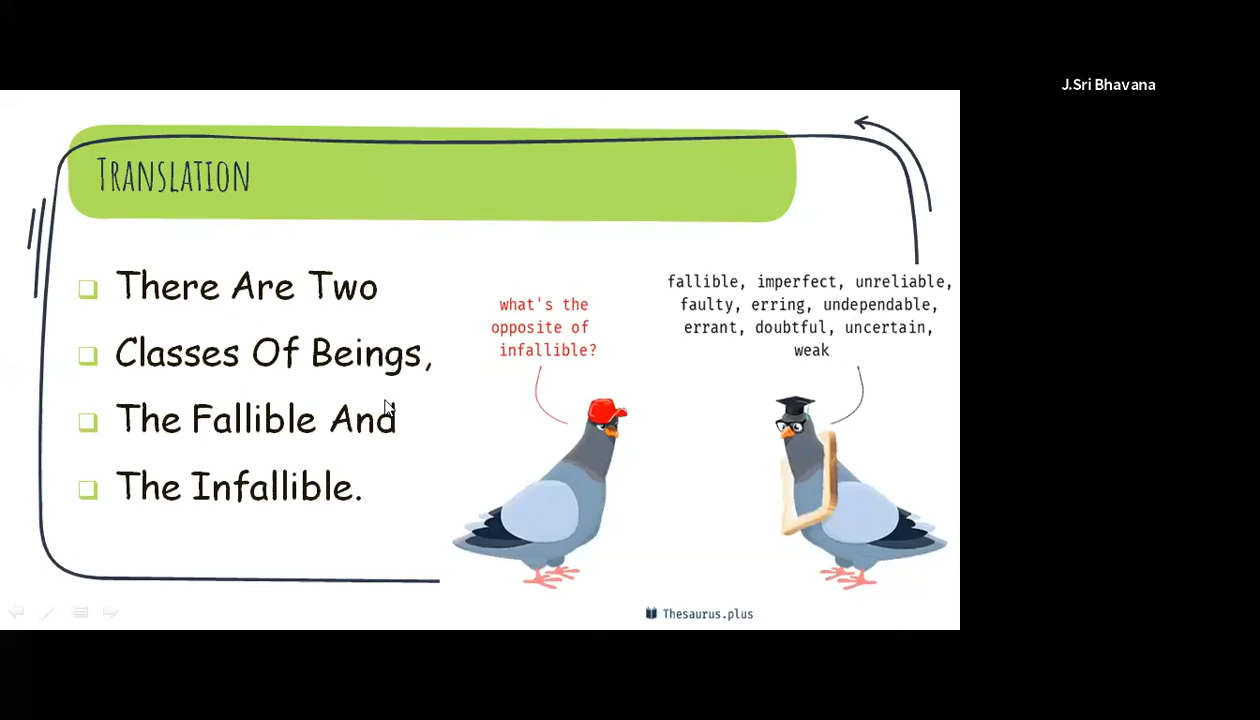 J.Sri Bhavana
Translation
There Are Two
Classes Of Beings,
The Fallible And
The Infallible.
what's the
opposite of
infallible?
fallible, imperfect, unreliable,
faulty, erring, undependable,
errant, doubtful, uncertain,
weak
Thesaurus.plus